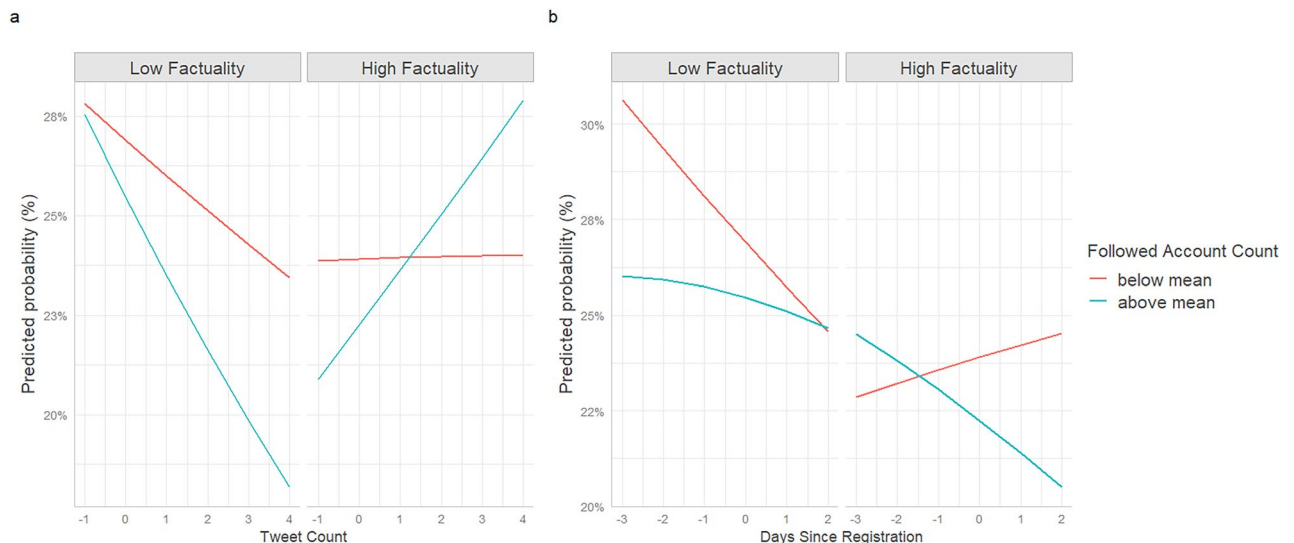 a
Low Factuality
High Factuality
Predicted probability (%)
28%
25%
23%
20%
-1 0 1 2 3 4
-1 0 1 2 3 4
Tweet Count
b
Low Factuality
High Factuality
Predicted probability (%)
30%
28%
25%
22%
20%
-3 -2 -1 0 1 2
-3 -2 -1 0 1 2
Days Since Registration
Followed Account Count
below mean
above mean